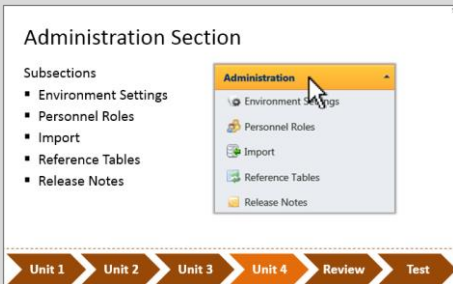 Administration Section
Subsections
▪ Environment Settings
▪ Personnel Roles
▪ Import
▪ Reference Tables
▪ Release Notes
Administration
Environment Settings
Personnel Roles
Import
Reference Tables
Release Notes
Unit 1 Unit 2 Unit 3 Unit 4 Review Test